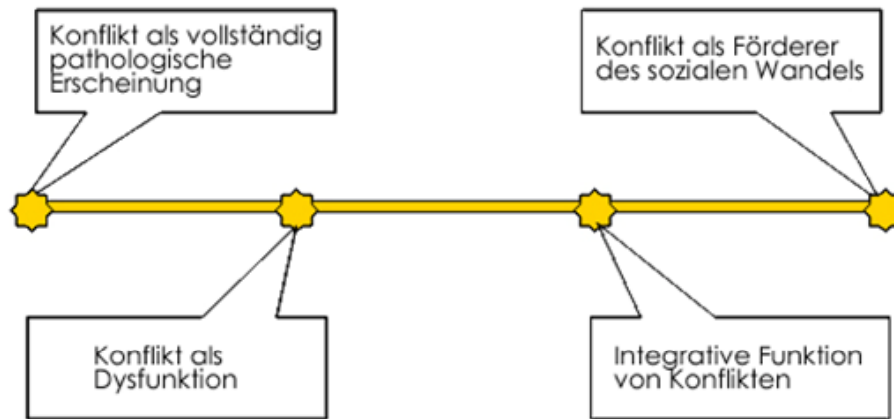 Konflikt als vollständig
pathologische
Erscheinung
Konflikt als Förderer
des sozialen Wandels
Konflikt als
Dysfunktion
Integrative Funktion
von Konflikten